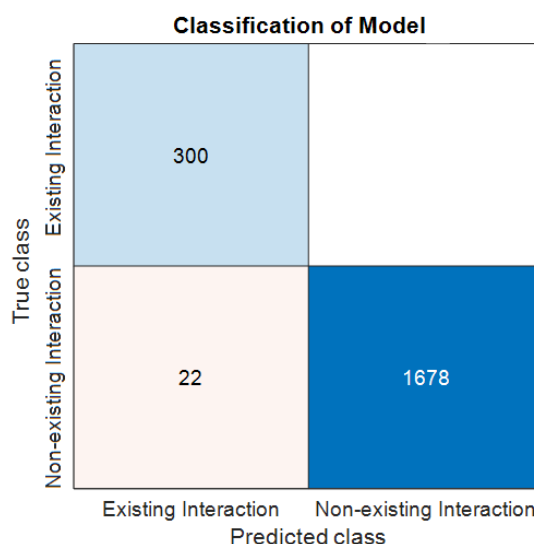 Classification of Model
True class
Existing Interaction
300
Non-existing Interaction
22
1678
Existing Interaction
Non-existing Interaction
Predicted class